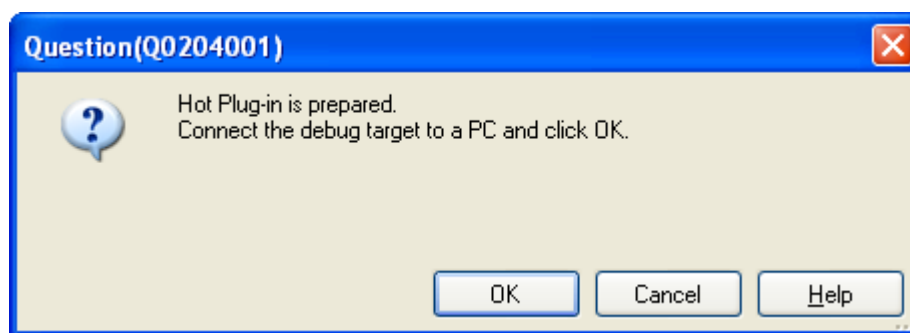 Question(Q0204001)
Hot Plug-in is prepared.
Connect the debug target to a PC and click OK.
OK
Cancel
Help